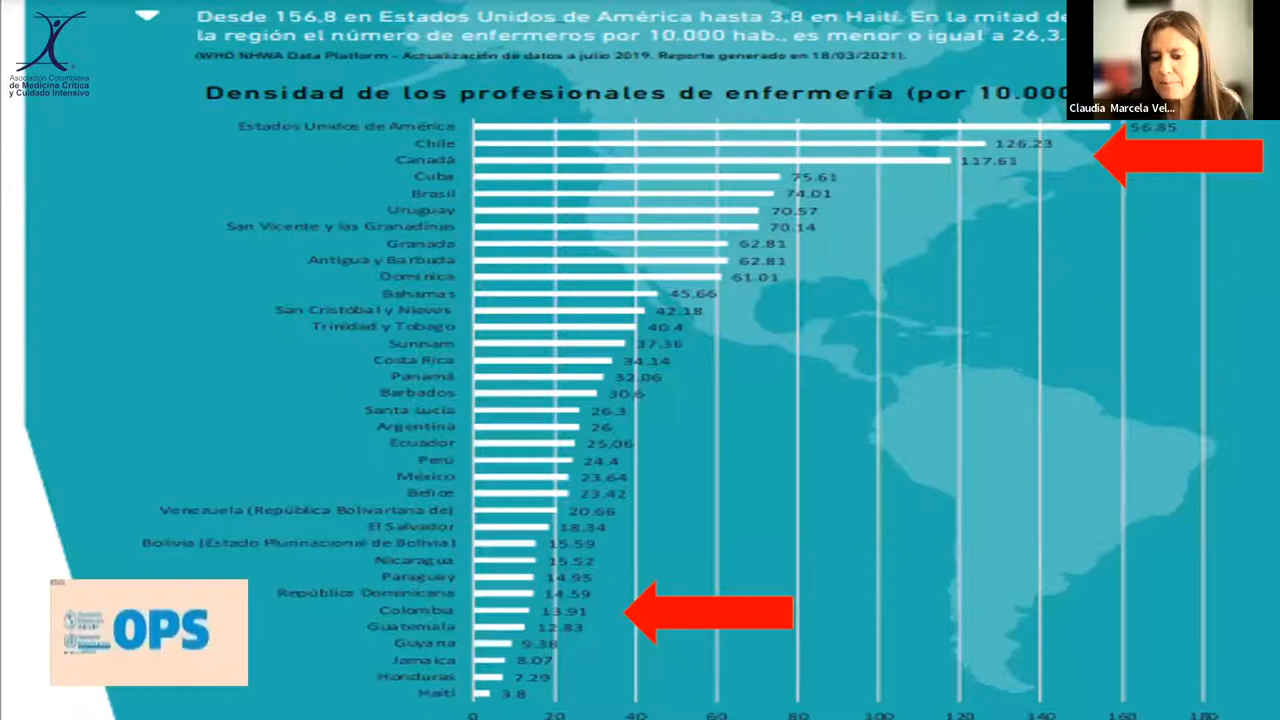 Desde 156,8 en Estados Unidos de América hasta 3,8 en Haití. En la mitad de
la región el número de enfermeros por 10.000 hab., es menor o igual a 26,3.
(WHO NHWA Data Platform - Actualización de datos a julio 2019. Reporte generado en 18/03/2021).
Asociación Colombiana
de Medicina Crítica
y Cuidado Intensivo
Claudia Marcela Vel...
Densidad de los profesionales de enfermería (por 10.000
Estados Unidos de América 56.85
Chile 126.23
Canadá 117.61
Cuba 75.61
Brasil 74.01
Uruguay 70.57
San Vicente y las Granadinas 70.14
Granada 62.81
Antigua y Barbuda 62.81
Dominica 61.01
Bahamas 45.66
San Cristóbal y Nieves 42.18
Trinidad y Tobago 40.4
Surinam 37.36
Costa Rica 34.14
Panamá 32.06
Barbados 30.6
Santa Lucía 26.3
Argentina 26
Ecuador 25.06
Perú 24.4
México 23.64
Belice 23.42
Venezuela (República Bolivariana de) 20.66
El Salvador 18.34
Bolivia (Estado Plurinacional de Bolivia) 15.59
Nicaragua 15.52
Paraguay 14.95
República Dominicana 14.59
Colombia 13.91
Guatemala 12.83
Guyana 9.38
Jamaica 8.07
Honduras 7.29
Haití 3.8
0 20 40 60 80 100 120 140 160 180
OPS